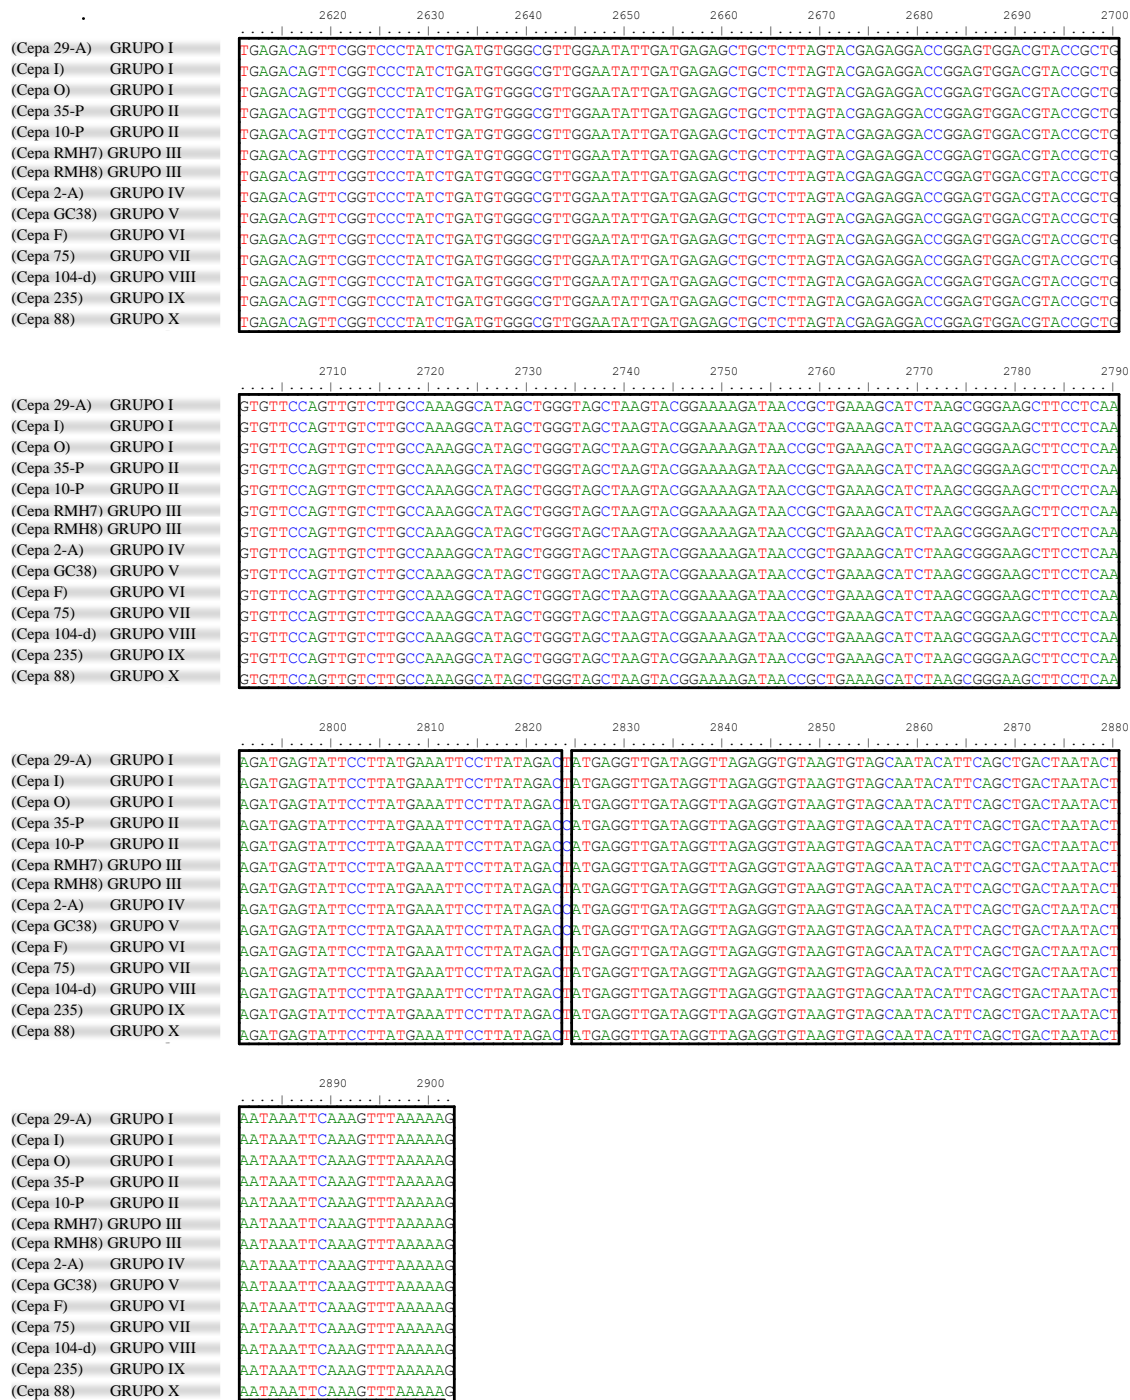 .
2620 2630 2640 2650 2660 2670 2680 2690 2700
....|....|....|....|....|....|....|....|....|....|....|....|....|....|....|....|....|....|
(Cepa 29-A) GRUPO I TGAGACAGTTCGGTCCCTATCTGATGTGGGCGTTGGAATATTGATGAGAGCTGCTCTTAGTACGAGAGGACCGGAGTGGACGTACCGCTG
(Cepa I) GRUPO I TGAGACAGTTCGGTCCCTATCTGATGTGGGCGTTGGAATATTGATGAGAGCTGCTCTTAGTACGAGAGGACCGGAGTGGACGTACCGCTG
(Cepa O) GRUPO I TGAGACAGTTCGGTCCCTATCTGATGTGGGCGTTGGAATATTGATGAGAGCTGCTCTTAGTACGAGAGGACCGGAGTGGACGTACCGCTG
(Cepa 35-P GRUPO II TGAGACAGTTCGGTCCCTATCTGATGTGGGCGTTGGAATATTGATGAGAGCTGCTCTTAGTACGAGAGGACCGGAGTGGACGTACCGCTG
(Cepa 10-P GRUPO II TGAGACAGTTCGGTCCCTATCTGATGTGGGCGTTGGAATATTGATGAGAGCTGCTCTTAGTACGAGAGGACCGGAGTGGACGTACCGCTG
(Cepa RMH7) GRUPO III TGAGACAGTTCGGTCCCTATCTGATGTGGGCGTTGGAATATTGATGAGAGCTGCTCTTAGTACGAGAGGACCGGAGTGGACGTACCGCTG
(Cepa RMH8) GRUPO III TGAGACAGTTCGGTCCCTATCTGATGTGGGCGTTGGAATATTGATGAGAGCTGCTCTTAGTACGAGAGGACCGGAGTGGACGTACCGCTG
(Cepa 2-A) GRUPO IV TGAGACAGTTCGGTCCCTATCTGATGTGGGCGTTGGAATATTGATGAGAGCTGCTCTTAGTACGAGAGGACCGGAGTGGACGTACCGCTG
(Cepa GC38) GRUPO V TGAGACAGTTCGGTCCCTATCTGATGTGGGCGTTGGAATATTGATGAGAGCTGCTCTTAGTACGAGAGGACCGGAGTGGACGTACCGCTG
(Cepa F) GRUPO VI TGAGACAGTTCGGTCCCTATCTGATGTGGGCGTTGGAATATTGATGAGAGCTGCTCTTAGTACGAGAGGACCGGAGTGGACGTACCGCTG
(Cepa 75) GRUPO VII TGAGACAGTTCGGTCCCTATCTGATGTGGGCGTTGGAATATTGATGAGAGCTGCTCTTAGTACGAGAGGACCGGAGTGGACGTACCGCTG
(Cepa 104-d) GRUPO VIII TGAGACAGTTCGGTCCCTATCTGATGTGGGCGTTGGAATATTGATGAGAGCTGCTCTTAGTACGAGAGGACCGGAGTGGACGTACCGCTG
(Cepa 235) GRUPO IX TGAGACAGTTCGGTCCCTATCTGATGTGGGCGTTGGAATATTGATGAGAGCTGCTCTTAGTACGAGAGGACCGGAGTGGACGTACCGCTG
(Cepa 88) GRUPO X TGAGACAGTTCGGTCCCTATCTGATGTGGGCGTTGGAATATTGATGAGAGCTGCTCTTAGTACGAGAGGACCGGAGTGGACGTACCGCTG
2710 2720 2730 2740 2750 2760 2770 2780 2790
....|....|....|....|....|....|....|....|....|....|....|....|....|....|....|....|....|....|
(Cepa 29-A) GRUPO I GTGTTCCAGTTGTCTTGCCAAAGGCATAGCTGGGTAGCTAAGTACGGAAAAGATAACCGCTGAAAGCATCTAAGCGGGAAGCTTCCTCAA
(Cepa I) GRUPO I GTGTTCCAGTTGTCTTGCCAAAGGCATAGCTGGGTAGCTAAGTACGGAAAAGATAACCGCTGAAAGCATCTAAGCGGGAAGCTTCCTCAA
(Cepa O) GRUPO I GTGTTCCAGTTGTCTTGCCAAAGGCATAGCTGGGTAGCTAAGTACGGAAAAGATAACCGCTGAAAGCATCTAAGCGGGAAGCTTCCTCAA
(Cepa 35-P GRUPO II GTGTTCCAGTTGTCTTGCCAAAGGCATAGCTGGGTAGCTAAGTACGGAAAAGATAACCGCTGAAAGCATCTAAGCGGGAAGCTTCCTCAA
(Cepa 10-P GRUPO II GTGTTCCAGTTGTCTTGCCAAAGGCATAGCTGGGTAGCTAAGTACGGAAAAGATAACCGCTGAAAGCATCTAAGCGGGAAGCTTCCTCAA
(Cepa RMH7) GRUPO III GTGTTCCAGTTGTCTTGCCAAAGGCATAGCTGGGTAGCTAAGTACGGAAAAGATAACCGCTGAAAGCATCTAAGCGGGAAGCTTCCTCAA
(Cepa RMH8) GRUPO III GTGTTCCAGTTGTCTTGCCAAAGGCATAGCTGGGTAGCTAAGTACGGAAAAGATAACCGCTGAAAGCATCTAAGCGGGAAGCTTCCTCAA
(Cepa 2-A) GRUPO IV GTGTTCCAGTTGTCTTGCCAAAGGCATAGCTGGGTAGCTAAGTACGGAAAAGATAACCGCTGAAAGCATCTAAGCGGGAAGCTTCCTCAA
(Cepa GC38) GRUPO V GTGTTCCAGTTGTCTTGCCAAAGGCATAGCTGGGTAGCTAAGTACGGAAAAGATAACCGCTGAAAGCATCTAAGCGGGAAGCTTCCTCAA
(Cepa F) GRUPO VI GTGTTCCAGTTGTCTTGCCAAAGGCATAGCTGGGTAGCTAAGTACGGAAAAGATAACCGCTGAAAGCATCTAAGCGGGAAGCTTCCTCAA
(Cepa 75) GRUPO VII GTGTTCCAGTTGTCTTGCCAAAGGCATAGCTGGGTAGCTAAGTACGGAAAAGATAACCGCTGAAAGCATCTAAGCGGGAAGCTTCCTCAA
(Cepa 104-d) GRUPO VIII GTGTTCCAGTTGTCTTGCCAAAGGCATAGCTGGGTAGCTAAGTACGGAAAAGATAACCGCTGAAAGCATCTAAGCGGGAAGCTTCCTCAA
(Cepa 235) GRUPO IX GTGTTCCAGTTGTCTTGCCAAAGGCATAGCTGGGTAGCTAAGTACGGAAAAGATAACCGCTGAAAGCATCTAAGCGGGAAGCTTCCTCAA
(Cepa 88) GRUPO X GTGTTCCAGTTGTCTTGCCAAAGGCATAGCTGGGTAGCTAAGTACGGAAAAGATAACCGCTGAAAGCATCTAAGCGGGAAGCTTCCTCAA
2800 2810 2820 2830 2840 2850 2860 2870 2880
....|....|....|....|....|....|....|....|....|....|....|....|....|....|....|....|....|....|
(Cepa 29-A) GRUPO I AGATGAGTATTCCTTATGAAATTCCTTATAGACTATGAGGTTGATAGGTTAGAGGTGTAAGTGTAGCAATACATTCAGCTGACTAATACT
(Cepa I) GRUPO I AGATGAGTATTCCTTATGAAATTCCTTATAGACTATGAGGTTGATAGGTTAGAGGTGTAAGTGTAGCAATACATTCAGCTGACTAATACT
(Cepa O) GRUPO I AGATGAGTATTCCTTATGAAATTCCTTATAGACTATGAGGTTGATAGGTTAGAGGTGTAAGTGTAGCAATACATTCAGCTGACTAATACT
(Cepa 35-P GRUPO II AGATGAGTATTCCTTATGAAATTCCTTATAGACCATGAGGTTGATAGGTTAGAGGTGTAAGTGTAGCAATACATTCAGCTGACTAATACT
(Cepa 10-P GRUPO II AGATGAGTATTCCTTATGAAATTCCTTATAGACCATGAGGTTGATAGGTTAGAGGTGTAAGTGTAGCAATACATTCAGCTGACTAATACT
(Cepa RMH7) GRUPO III AGATGAGTATTCCTTATGAAATTCCTTATAGACTATGAGGTTGATAGGTTAGAGGTGTAAGTGTAGCAATACATTCAGCTGACTAATACT
(Cepa RMH8) GRUPO III AGATGAGTATTCCTTATGAAATTCCTTATAGACTATGAGGTTGATAGGTTAGAGGTGTAAGTGTAGCAATACATTCAGCTGACTAATACT
(Cepa 2-A) GRUPO IV AGATGAGTATTCCTTATGAAATTCCTTATAGACCATGAGGTTGATAGGTTAGAGGTGTAAGTGTAGCAATACATTCAGCTGACTAATACT
(Cepa GC38) GRUPO V AGATGAGTATTCCTTATGAAATTCCTTATAGACCATGAGGTTGATAGGTTAGAGGTGTAAGTGTAGCAATACATTCAGCTGACTAATACT
(Cepa F) GRUPO VI AGATGAGTATTCCTTATGAAATTCCTTATAGACTATGAGGTTGATAGGTTAGAGGTGTAAGTGTAGCAATACATTCAGCTGACTAATACT
(Cepa 75) GRUPO VII AGATGAGTATTCCTTATGAAATTCCTTATAGACTATGAGGTTGATAGGTTAGAGGTGTAAGTGTAGCAATACATTCAGCTGACTAATACT
(Cepa 104-d) GRUPO VIII AGATGAGTATTCCTTATGAAATTCCTTATAGACTATGAGGTTGATAGGTTAGAGGTGTAAGTGTAGCAATACATTCAGCTGACTAATACT
(Cepa 235) GRUPO IX AGATGAGTATTCCTTATGAAATTCCTTATAGACTATGAGGTTGATAGGTTAGAGGTGTAAGTGTAGCAATACATTCAGCTGACTAATACT
(Cepa 88) GRUPO X AGATGAGTATTCCTTATGAAATTCCTTATAGACTATGAGGTTGATAGGTTAGAGGTGTAAGTGTAGCAATACATTCAGCTGACTAATACT
2890 2900
....|....|....|....|..
(Cepa 29-A) GRUPO I AATAAATTCAAAGTTTAAAAAG
(Cepa I) GRUPO I AATAAATTCAAAGTTTAAAAAG
(Cepa O) GRUPO I AATAAATTCAAAGTTTAAAAAG
(Cepa 35-P GRUPO II AATAAATTCAAAGTTTAAAAAG
(Cepa 10-P GRUPO II AATAAATTCAAAGTTTAAAAAG
(Cepa RMH7) GRUPO III AATAAATTCAAAGTTTAAAAAG
(Cepa RMH8) GRUPO III AATAAATTCAAAGTTTAAAAAG
(Cepa 2-A) GRUPO IV AATAAATTCAAAGTTTAAAAAG
(Cepa GC38) GRUPO V AATAAATTCAAAGTTTAAAAAG
(Cepa F) GRUPO VI AATAAATTCAAAGTTTAAAAAG
(Cepa 75) GRUPO VII AATAAATTCAAAGTTTAAAAAG
(Cepa 104-d) GRUPO VIII AATAAATTCAAAGTTTAAAAAG
(Cepa 235) GRUPO IX AATAAATTCAAAGTTTAAAAAG
(Cepa 88) GRUPO X AATAAATTCAAAGTTTAAAAAG